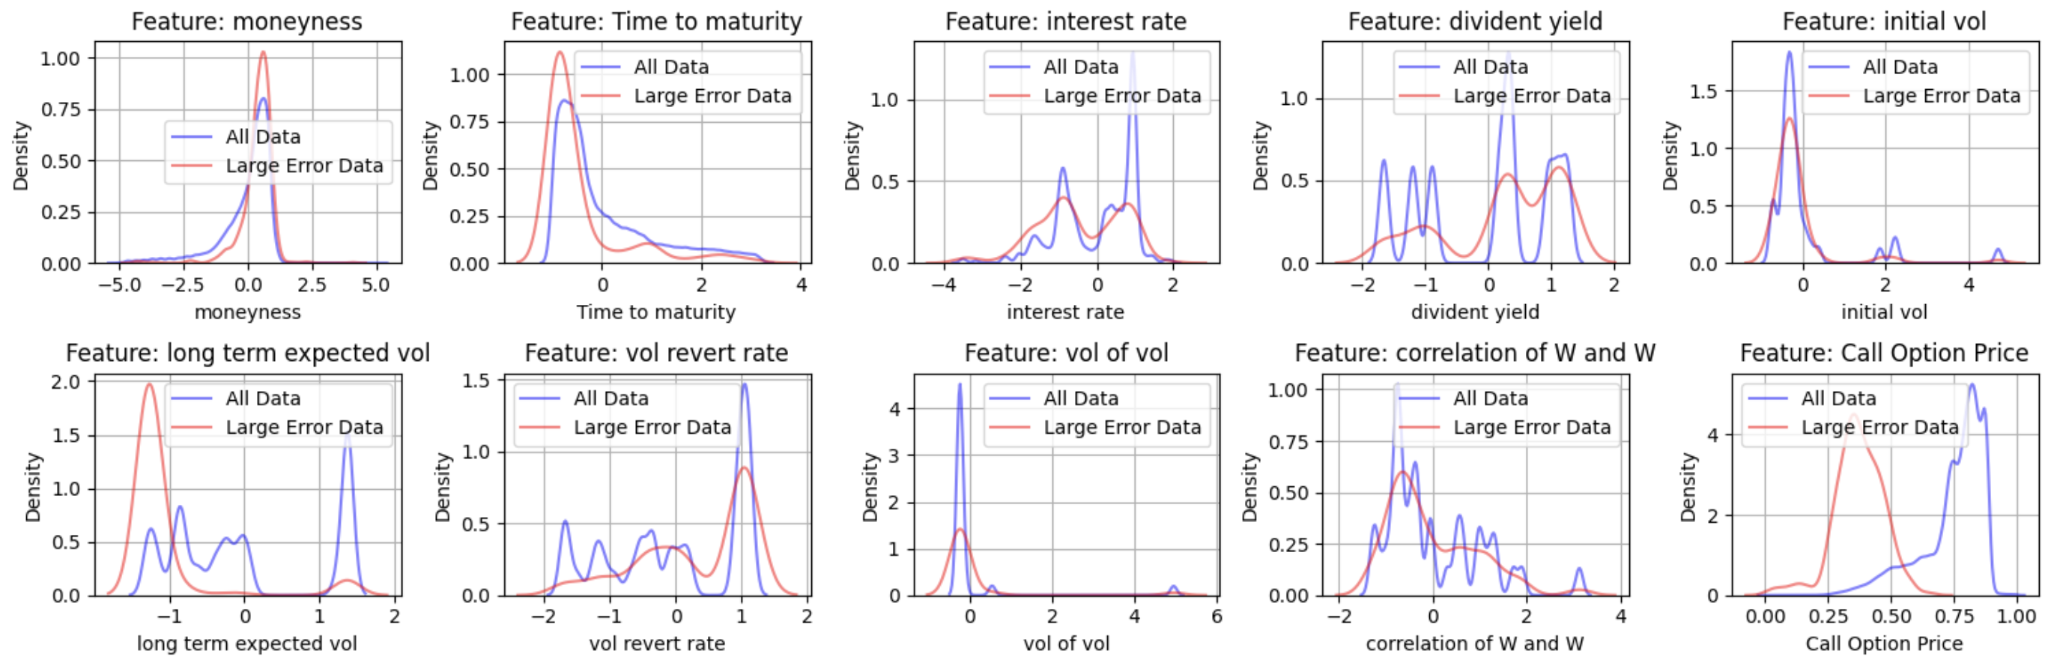 Feature: moneyness
1.00
0.75
0.50
0.25
0.00
Density
All Data
Large Error Data
−5.0 −2.5 0.0 2.5 5.0
moneyness
Feature: Time to maturity
1.00
0.75
0.50
0.25
0.00
Density
All Data
Large Error Data
0 2 4
Time to maturity
Feature: interest rate
1.0
0.5
0.0
Density
All Data
Large Error Data
−4 −2 0 2
interest rate
Feature: divident yield
1.0
0.5
0.0
Density
All Data
Large Error Data
−2 −1 0 1 2
divident yield
Feature: initial vol
1.5
1.0
0.5
0.0
Density
All Data
Large Error Data
0 2 4
initial vol
Feature: long term expected vol
2.0
1.5
1.0
0.5
0.0
Density
All Data
Large Error Data
−1 0 1 2
long term expected vol
Feature: vol revert rate
1.5
1.0
0.5
0.0
Density
All Data
Large Error Data
−2 −1 0 1
vol revert rate
Feature: vol of vol
4
3
2
1
0
Density
All Data
Large Error Data
0 2 4 6
vol of vol
Feature: correlation of W and W
1.00
0.75
0.50
0.25
0.00
Density
All Data
Large Error Data
−2 0 2 4
correlation of W and W
Feature: Call Option Price
4
2
0
Density
All Data
Large Error Data
0.00 0.25 0.50 0.75 1.00
Call Option Price